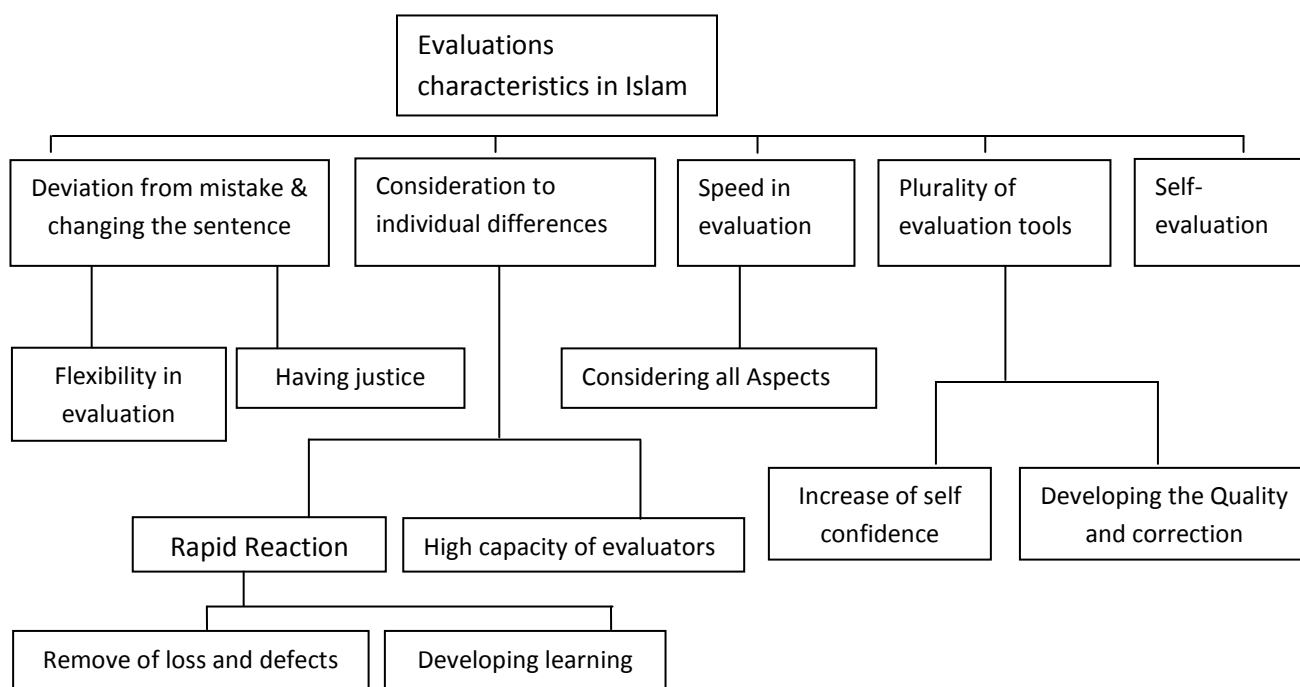 Evaluations
characteristics in Islam
Deviation from mistake &
changing the sentence
Consideration to
individual differences
Speed in
evaluation
Plurality of
evaluation tools
Self-
evaluation
Flexibility in
evaluation
Having justice
Considering all Aspects
Increase of self
confidence
Developing the Quality
and correction
Rapid Reaction
High capacity of evaluators
Remove of loss and defects
Developing learning